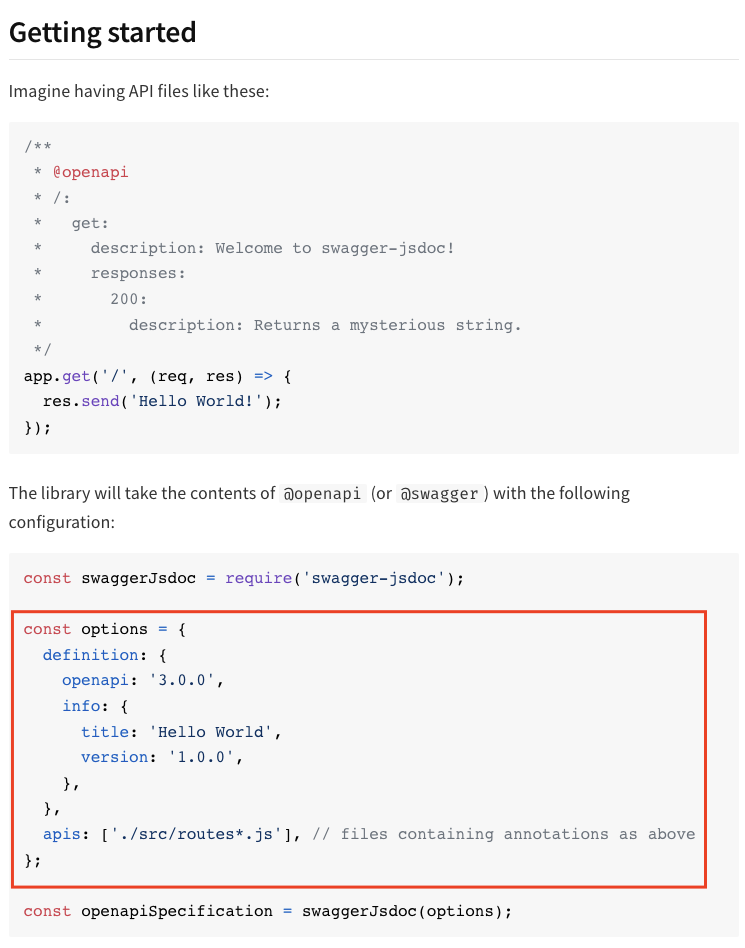 Getting started
Imagine having API files like these:
/**
 * @openapi
 * /:
 *   get:
 *     description: Welcome to swagger-jsdoc!
 *     responses:
 *       200:
 *         description: Returns a mysterious string.
 */
app.get('/', (req, res) => {
  res.send('Hello World!');
});
The library will take the contents of @openapi (or @swagger ) with the following
configuration:
const swaggerJsdoc = require('swagger-jsdoc');
const options = {
  definition: {
    openapi: '3.0.0',
    info: {
      title: 'Hello World',
      version: '1.0.0',
    },
  },
  apis: ['./src/routes*.js'], // files containing annotations as above
};
const openapiSpecification = swaggerJsdoc(options);